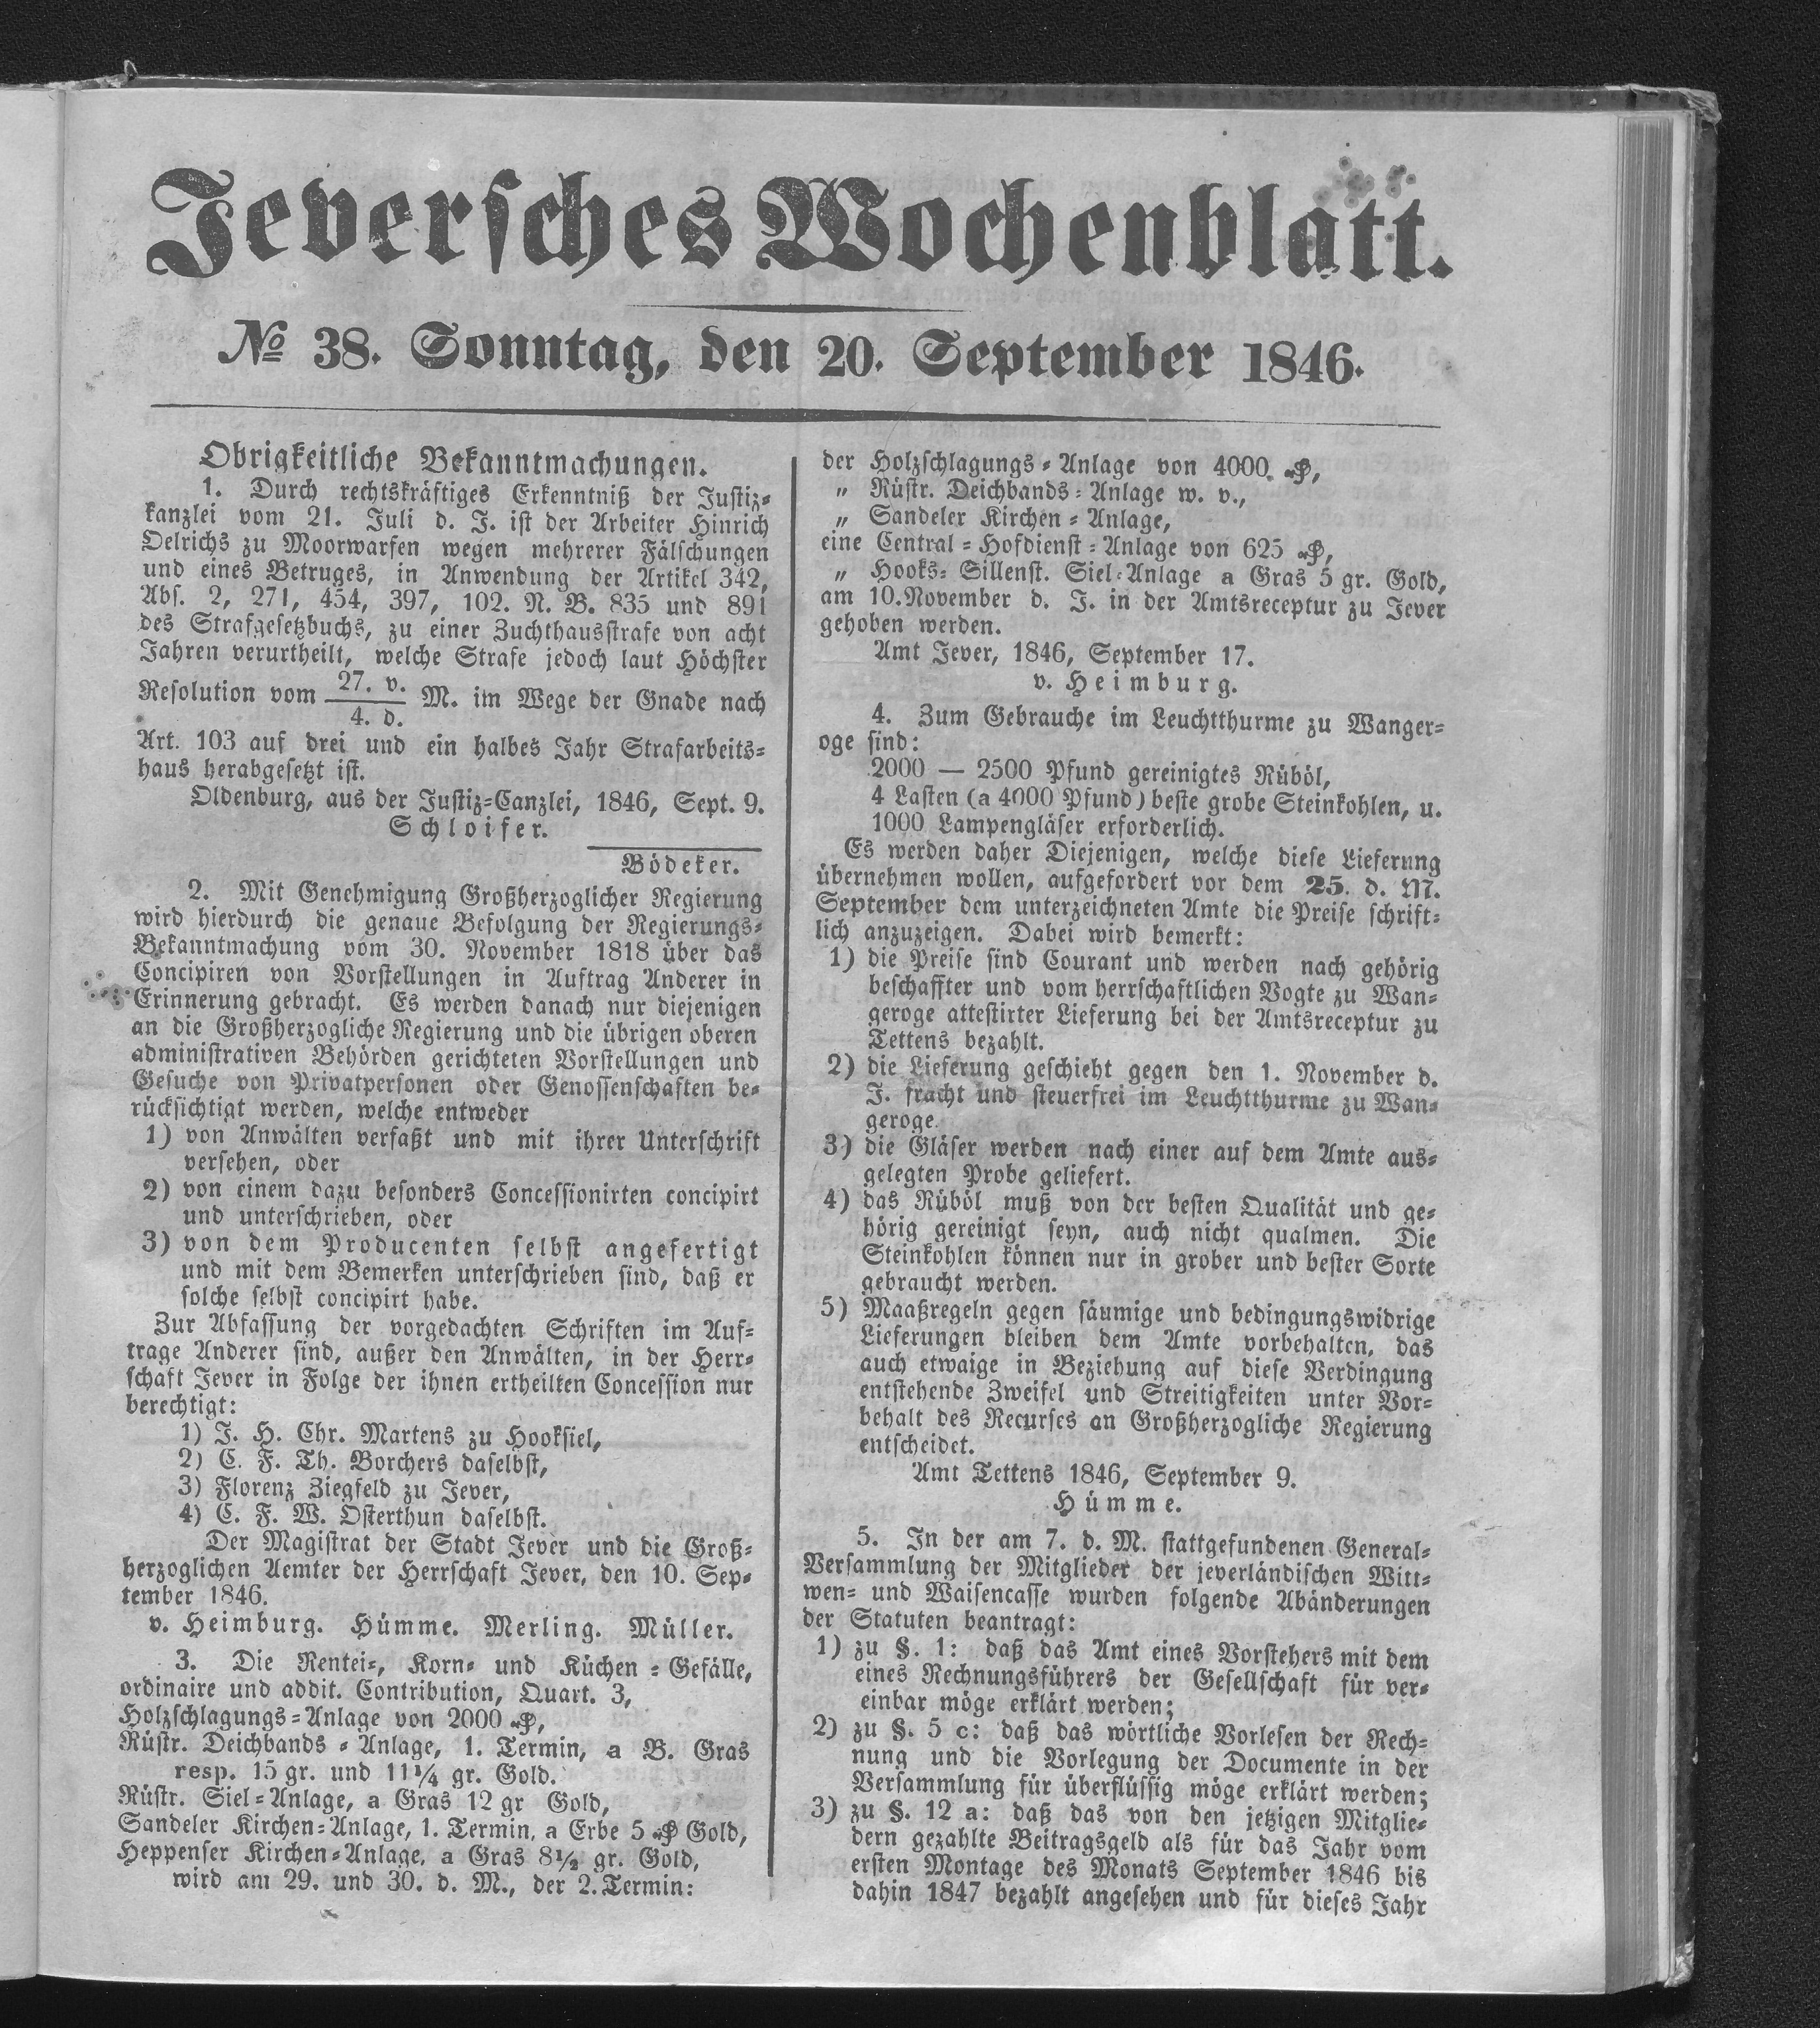 Jeversches Wochenblatt.
No 38. Sonntag, den 20. September 1846.
Obrigkeitliche Bekanntmachungen.
1. Durch rechtskräftiges Erkenntniß der Justiz-
kanzlei vom 21. Juli d. J. ist der Arbeiter Hinrich
Oelrichs zu Moorwarfen wegen mehrerer Fälschungen
und eines Betruges, in Anwendung der Artikel 342,
Abs. 2, 271, 454, 397, 102. N. B. 835 und 891
des Strafgesetzbuchs, zu einer Zuchthausstrafe von acht
Jahren verurtheilt, welche Strafe jedoch laut Höchster
Resolution vom 27. v. / 4. d. M. im Wege der Gnade nach
Art. 103 auf drei und ein halbes Jahr Strafarbeits-
haus herabgesetzt ist.
Oldenburg, aus der Justiz-Canzlei, 1846, Sept. 9.
Schloifer.
Bödeker.
2. Mit Genehmigung Großherzoglicher Regierung
wird hierdurch die genaue Befolgung der Regierungs-
Bekanntmachung vom 30. November 1818 über das
Concipiren von Vorstellungen in Auftrag Anderer in
Erinnerung gebracht. Es werden danach nur diejenigen
an die Großherzogliche Regierung und die übrigen oberen
administrativen Behörden gerichteten Vorstellungen und
Gesuche von Privatpersonen oder Genossenschaften be-
rücksichtigt werden, welche entweder
1) von Anwälten verfaßt und mit ihrer Unterschrift
versehen, oder
2) von einem dazu besonders Concessionirten concipirt
und unterschrieben, oder
3) von dem Producenten selbst angefertigt
und mit dem Bemerken unterschrieben sind, daß er
solche selbst concipirt habe.
Zur Abfassung der vorgedachten Schriften im Auf-
trage Anderer sind, außer den Anwälten, in der Herr-
schaft Jever in Folge der ihnen ertheilten Concession nur
berechtigt:
1) J. H. Chr. Martens zu Hooksiel,
2) C. F. Th. Borchers daselbst,
3) Florenz Ziegfeld zu Jever,
4) C. F. W. Osterthun daselbst.
Der Magistrat der Stadt Jever und die Groß-
herzoglichen Aemter der Herrschaft Jever, den 10. Sep-
tember 1846.
v. Heimburg. Hümme. Merling. Müller.
3. Die Rentei-, Korn- und Küchen-Gefälle,
ordinaire und addit. Contribution, Quart. 3,
Holzschlagungs-Anlage von 2000 ₰,
Rüstr. Deichbands-Anlage, 1. Termin, a B. Gras
resp. 15 gr. und 11¼ gr. Gold.
Rüstr. Siel-Anlage, a Gras 12 gr Gold,
Sandeler Kirchen-Anlage, 1. Termin, a Erbe 5 ₰ Gold,
Heppenser Kirchen-Anlage, a Gras 8½ gr. Gold,
wird am 29. und 30. d. M., der 2. Termin:
der Holzschlagungs-Anlage von 4000. ₰,
„ Rüstr. Deichbands-Anlage w. v.,
„ Sandeler Kirchen-Anlage,
eine Central-Hofdienst-Anlage von 625 ₰,
„ Hooks-Sillenst. Siel-Anlage a Gras 5 gr. Gold,
am 10. November d. J. in der Amtsreceptur zu Jever
gehoben werden.
Amt Jever, 1846, September 17.
v. Heimburg.
4. Zum Gebrauche im Leuchtthurme zu Wanger-
oge sind:
2000 — 2500 Pfund gereinigtes Rüböl,
4 Lasten (a 4000 Pfund) beste grobe Steinkohlen, u.
1000 Lampengläser erforderlich.
Es werden daher Diejenigen, welche diese Lieferung
übernehmen wollen, aufgefordert vor dem 25. d. M.
September dem unterzeichneten Amte die Preise schrift-
lich anzuzeigen. Dabei wird bemerkt:
1) die Preise sind Courant und werden nach gehörig
beschaffter und vom herrschaftlichen Vogte zu Wan-
geroge attestirter Lieferung bei der Amtsreceptur zu
Tettens bezahlt.
2) die Lieferung geschieht gegen den 1. November d.
J. fracht und steuerfrei im Leuchtthurme zu Wan-
geroge.
3) die Gläser werden nach einer auf dem Amte aus-
gelegten Probe geliefert.
4) das Rüböl muß von der besten Qualität und ge-
hörig gereinigt seyn, auch nicht qualmen. Die
Steinkohlen können nur in grober und bester Sorte
gebraucht werden.
5) Maaßregeln gegen säumige und bedingungswidrige
Lieferungen bleiben dem Amte vorbehalten, das
auch etwaige in Beziehung auf diese Verdingung
entstehende Zweifel und Streitigkeiten unter Vor-
behalt des Recurses an Großherzogliche Regierung
entscheidet.
Amt Tettens 1846, September 9.
Hümme.
5. In der am 7. d. M. stattgefundenen General-
Versammlung der Mitglieder der jeverländischen Witt-
wen- und Waisencasse wurden folgende Abänderungen
der Statuten beantragt:
1) zu §. 1: daß das Amt eines Vorstehers mit dem
eines Rechnungsführers der Gesellschaft für ver-
einbar möge erklärt werden;
2) zu §. 5 c: daß das wörtliche Vorlesen der Rech-
nung und die Vorlegung der Documente in der
Versammlung für überflüssig möge erklärt werden;
3) zu §. 12 a: daß das von den jetzigen Mitglie-
dern gezahlte Beitragsgeld als für das Jahr vom
ersten Montage des Monats September 1846 bis
dahin 1847 bezahlt angesehen und für dieses Jahr